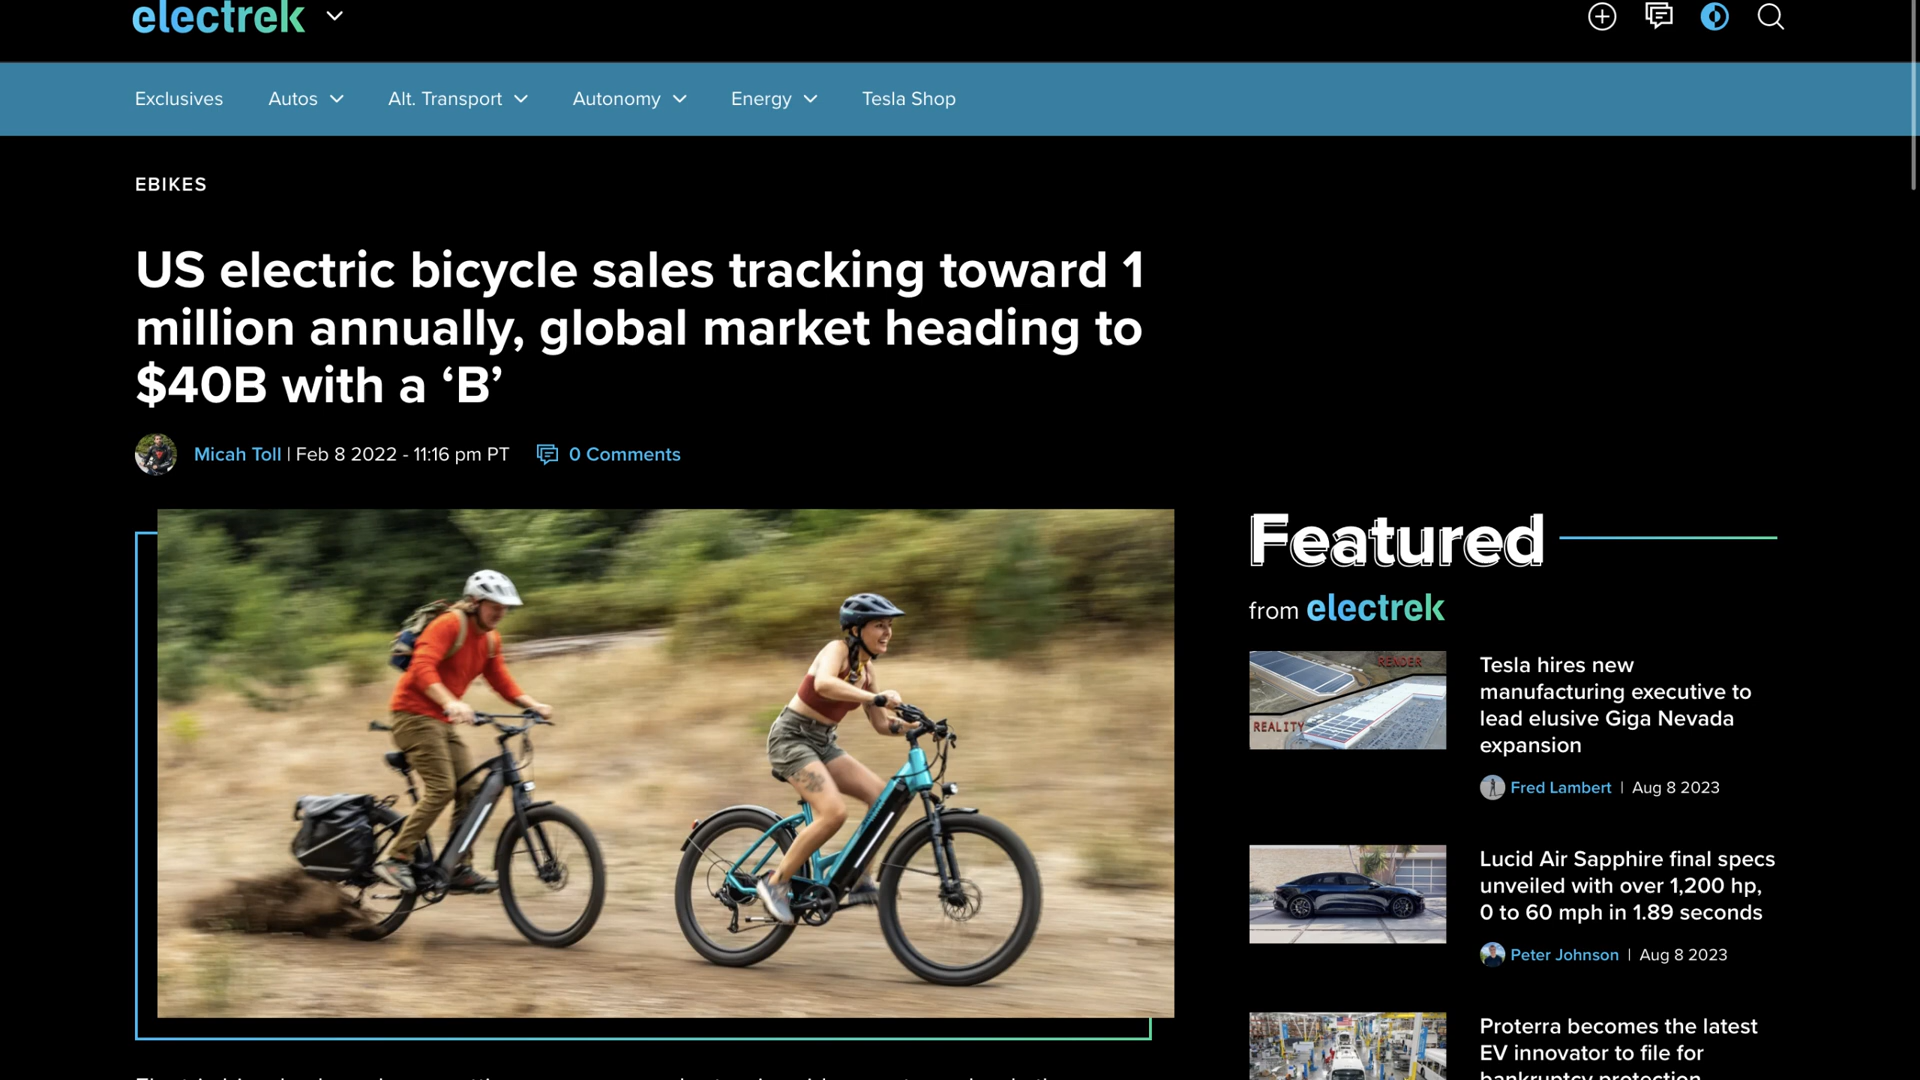 electrek
Exclusives
Autos
Alt. Transport
Autonomy
Energy
Tesla Shop
EBIKES
US electric bicycle sales tracking toward 1
million annually, global market heading to
$40B with a ‘B’
Micah Toll | Feb 8 2022 - 11:16 pm PT
0 Comments
Featured
from electrek
RENDER
REALITY
Tesla hires new
manufacturing executive to
lead elusive Giga Nevada
expansion
Fred Lambert | Aug 8 2023
Lucid Air Sapphire final specs
unveiled with over 1,200 hp,
0 to 60 mph in 1.89 seconds
Peter Johnson | Aug 8 2023
Proterra becomes the latest
EV innovator to file for
bankruptcy protection